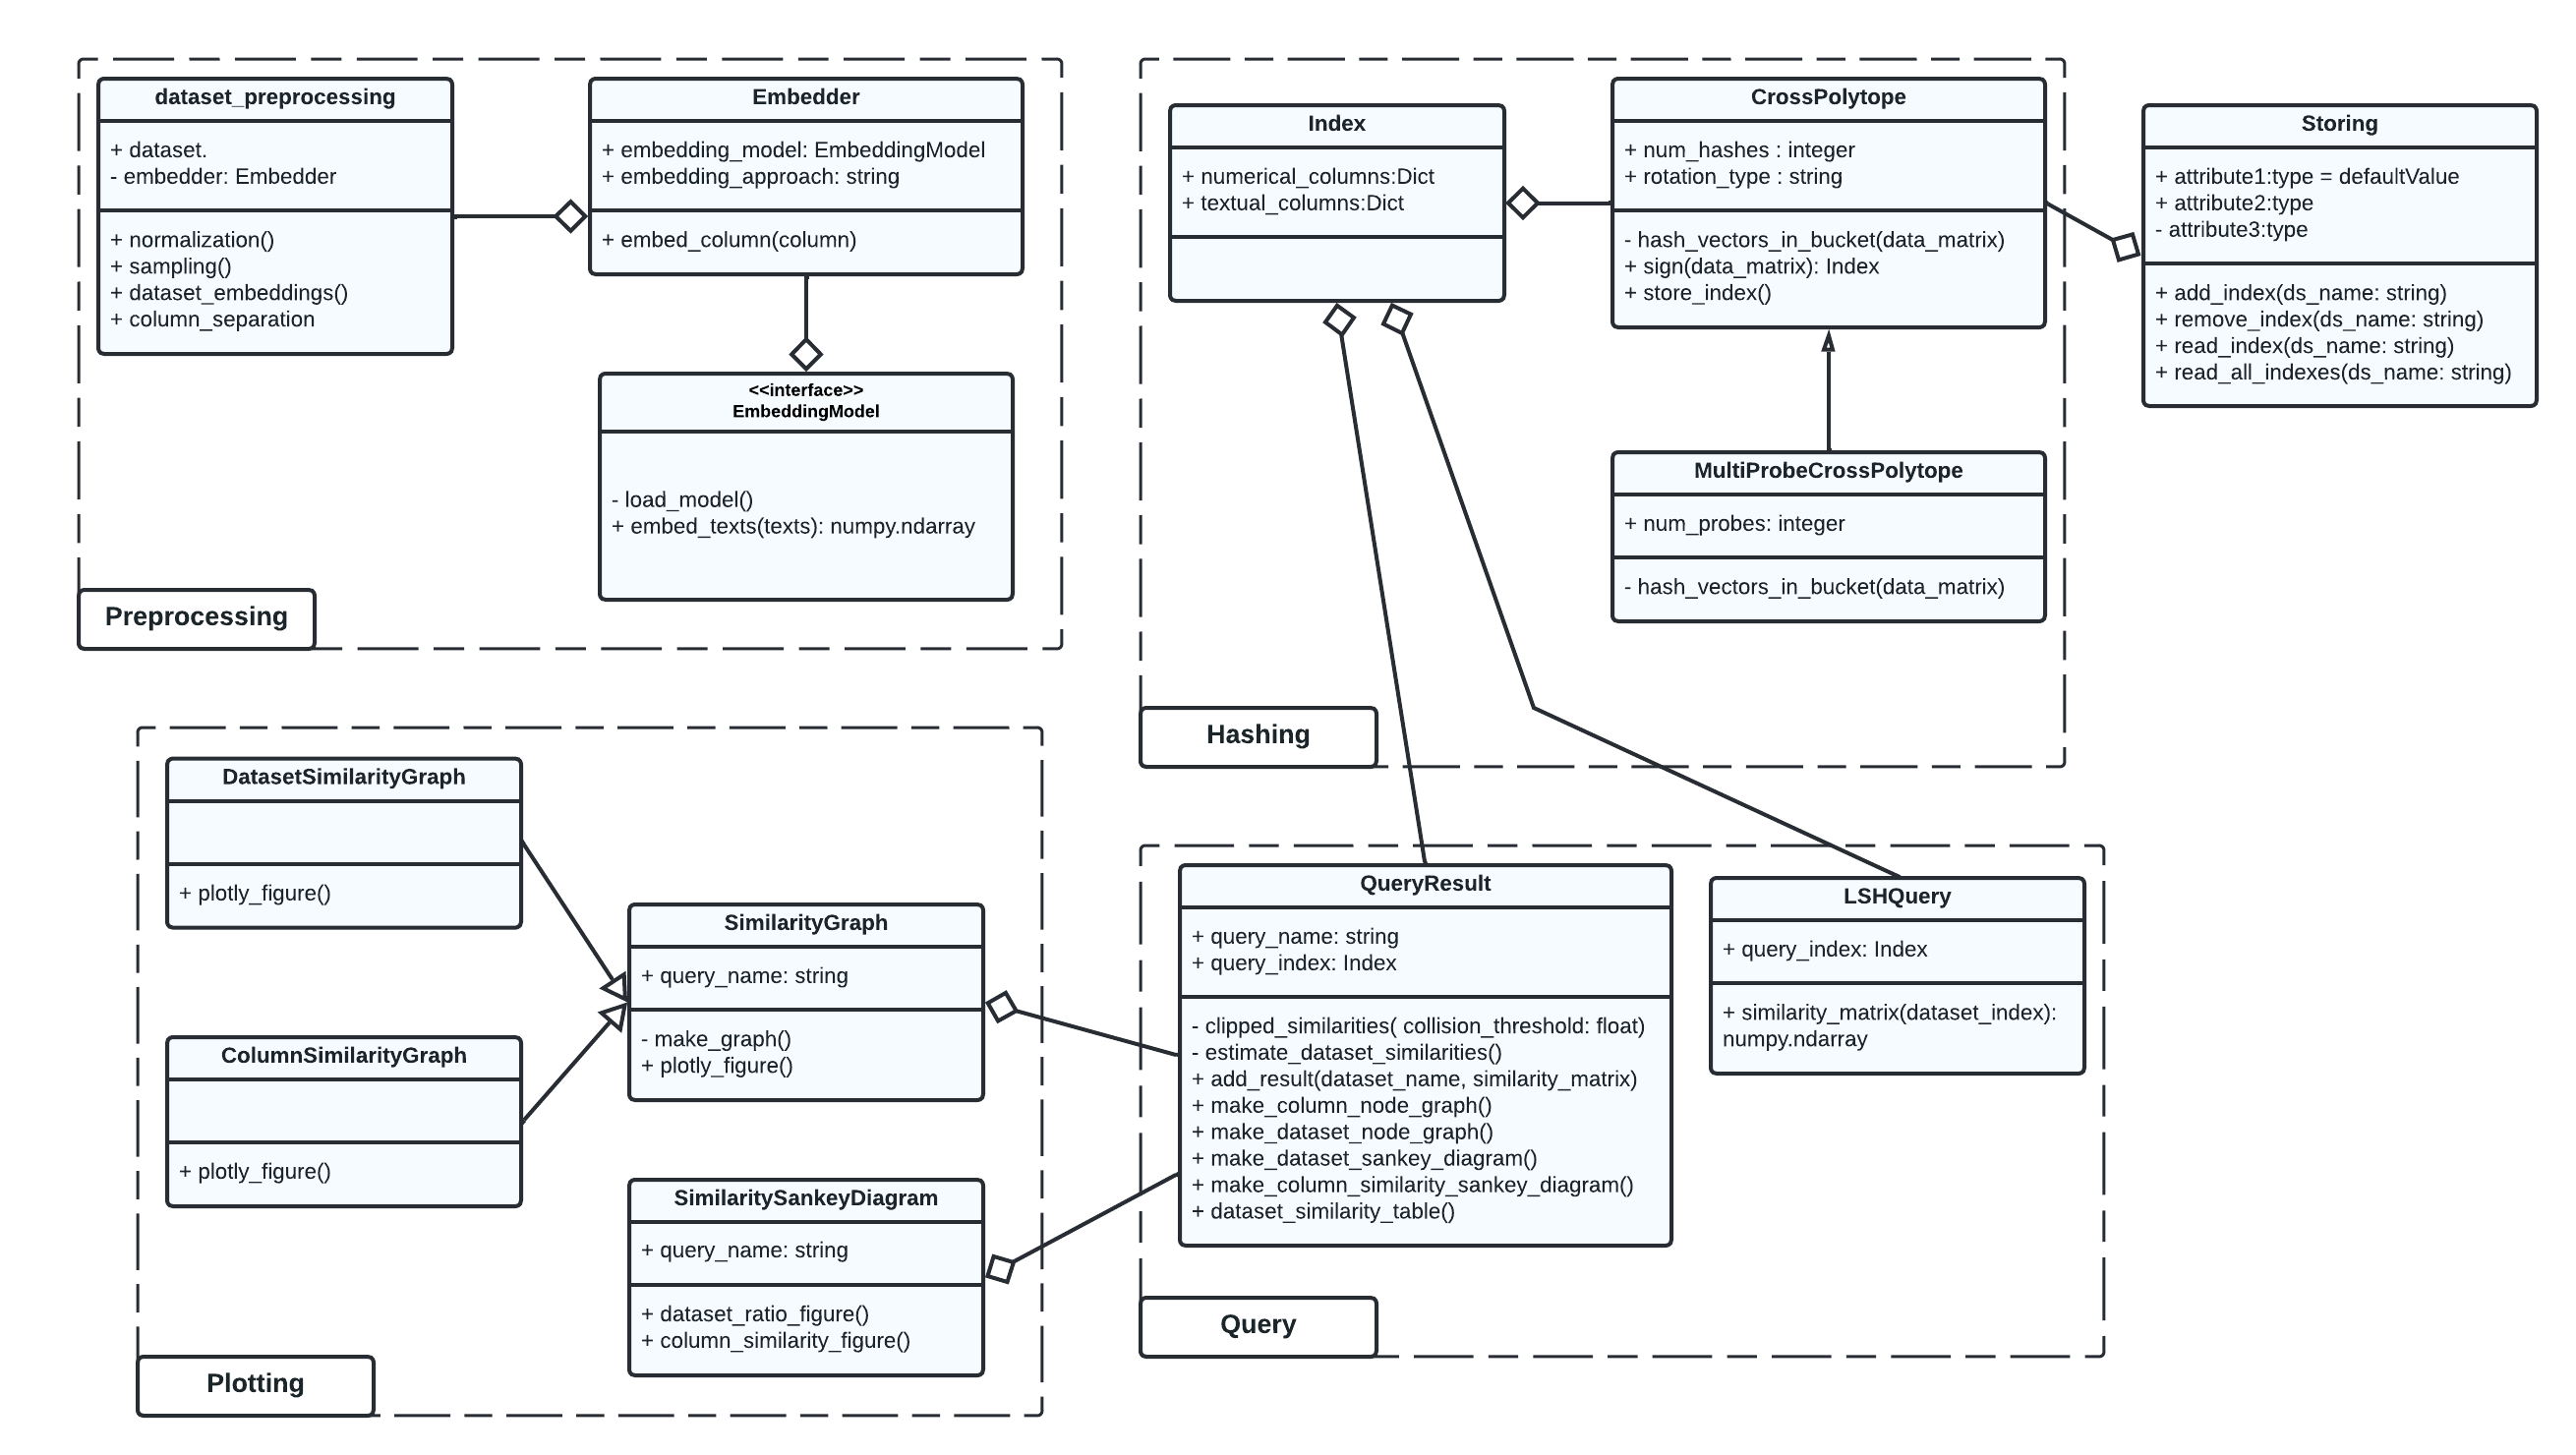 dataset_preprocessing
+ dataset.
- embedder: Embedder
+ normalization()
+ sampling()
+ dataset_embeddings()
+ column_separation
Embedder
+ embedding_model: EmbeddingModel
+ embedding_approach: string
+ embed_column(column)
<<interface>>
EmbeddingModel
- load_model()
+ embed_texts(texts): numpy.ndarray
Preprocessing
Index
+ numerical_columns:Dict
+ textual_columns:Dict
CrossPolytope
+ num_hashes : integer
+ rotation_type : string
- hash_vectors_in_bucket(data_matrix)
+ sign(data_matrix): Index
+ store_index()
MultiProbeCrossPolytope
+ num_probes: integer
- hash_vectors_in_bucket(data_matrix)
Hashing
Storing
+ attribute1:type = defaultValue
+ attribute2:type
- attribute3:type
+ add_index(ds_name: string)
+ remove_index(ds_name: string)
+ read_index(ds_name: string)
+ read_all_indexes(ds_name: string)
DatasetSimilarityGraph
+ plotly_figure()
ColumnSimilarityGraph
+ plotly_figure()
SimilarityGraph
+ query_name: string
- make_graph()
+ plotly_figure()
SimilaritySankeyDiagram
+ query_name: string
+ dataset_ratio_figure()
+ column_similarity_figure()
Plotting
QueryResult
+ query_name: string
+ query_index: Index
- clipped_similarities( collision_threshold: float)
- estimate_dataset_similarities()
+ add_result(dataset_name, similarity_matrix)
+ make_column_node_graph()
+ make_dataset_node_graph()
+ make_dataset_sankey_diagram()
+ make_column_similarity_sankey_diagram()
+ dataset_similarity_table()
LSHQuery
+ query_index: Index
+ similarity_matrix(dataset_index):
numpy.ndarray
Query